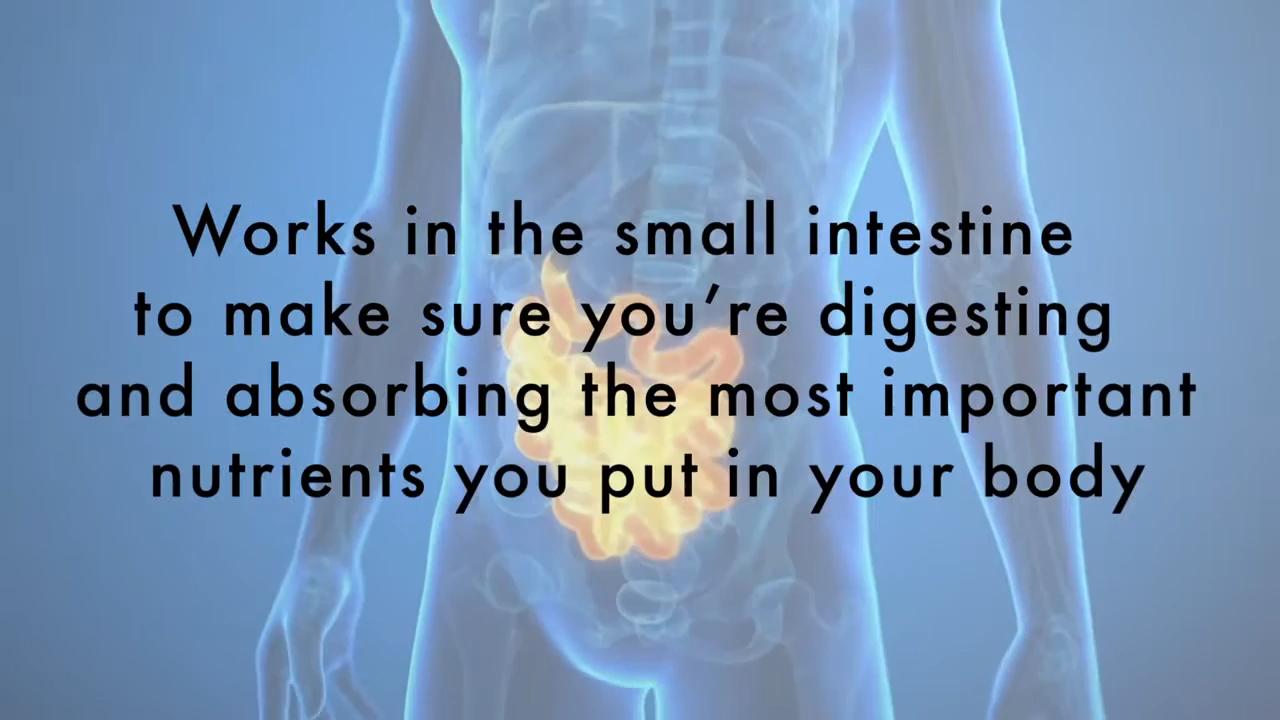 Works in the small intestine
to make sure you’re digesting
and absorbing the most important
nutrients you put in your body